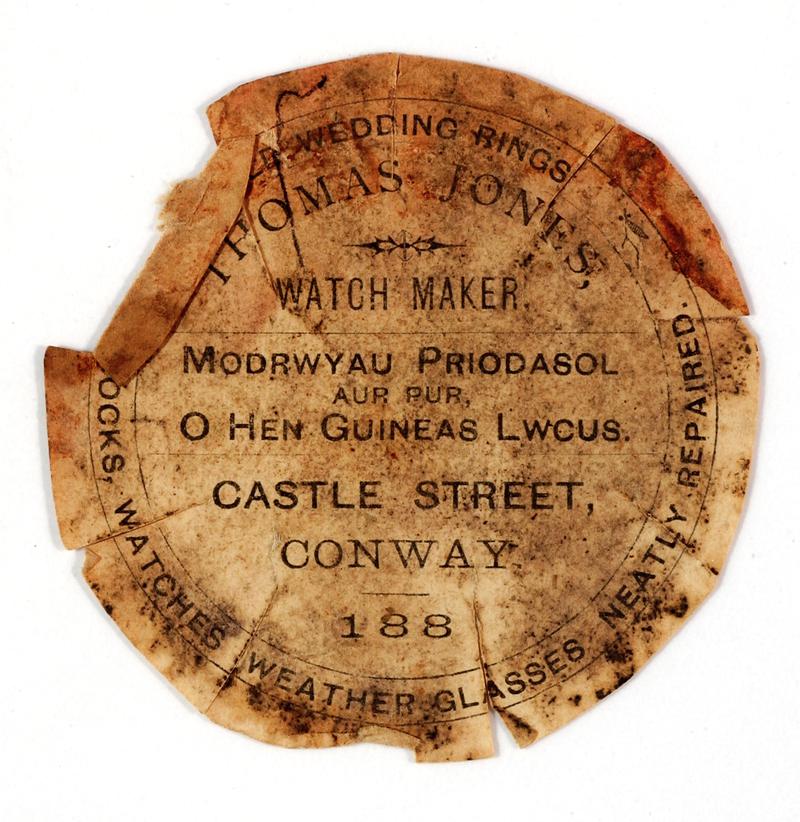 LD WEDDING RINGS
THOMAS JONES,
WATCH MAKER.
MODRWYAU PRIODASOL
AUR PUR,
O HEN GUINEAS LWCUS.
CASTLE STREET,
CONWAY.
188
OCKS, WATCHES WEATHER GLASSES NEATLY REPAIRED.